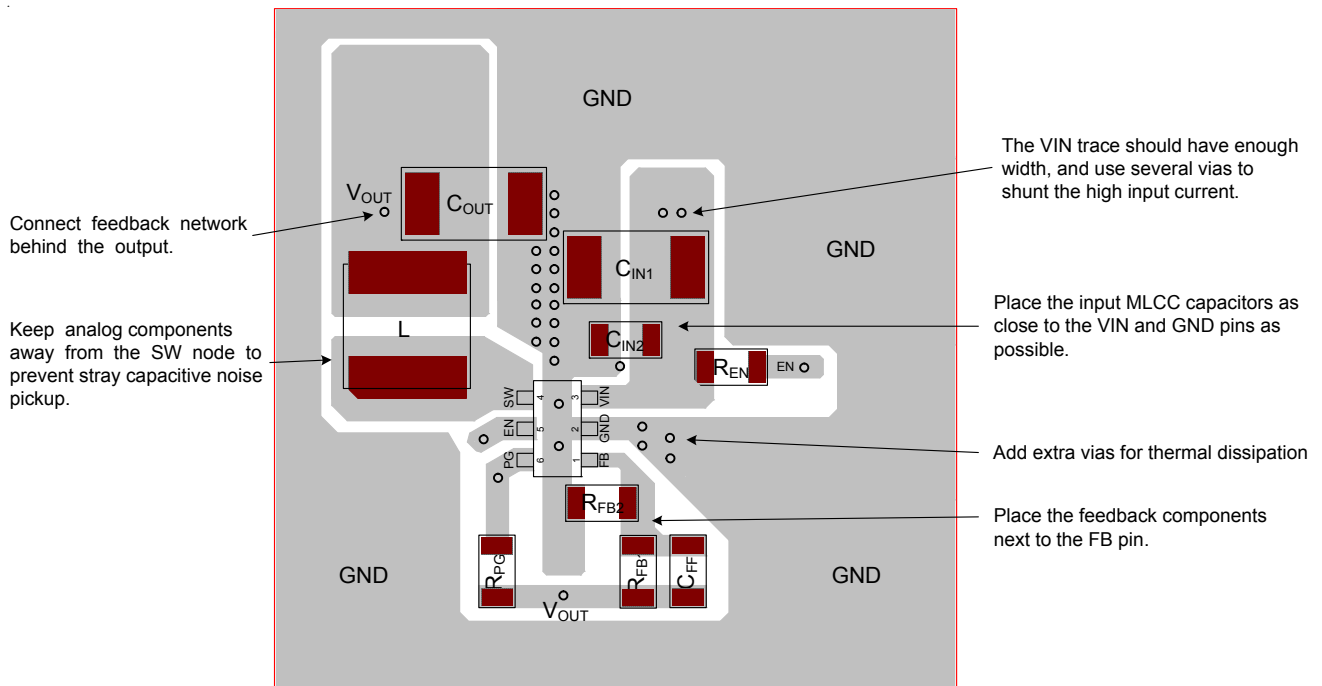 GND
The VIN trace should have enough
width, and use several vias to
shunt the high input current.
VOUT
COUT
Connect feedback network
behind the output.
GND
CIN1
Place the input MLCC capacitors as
close to the VIN and GND pins as
possible.
Keep analog components
away from the SW node to
prevent stray capacitive noise
pickup.
L
CIN2
REN
EN
SW
4
3
VIN
EN
5
2
GND
PG
6
1
FB
Add extra vias for thermal dissipation
RFB2
Place the feedback components
next to the FB pin.
GND
RPG
RFB1
CFF
GND
VOUT